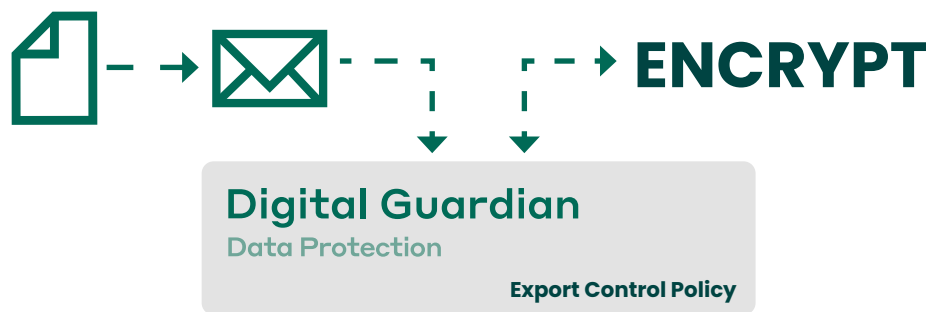 ENCRYPT
Digital Guardian
Data Protection
Export Control Policy